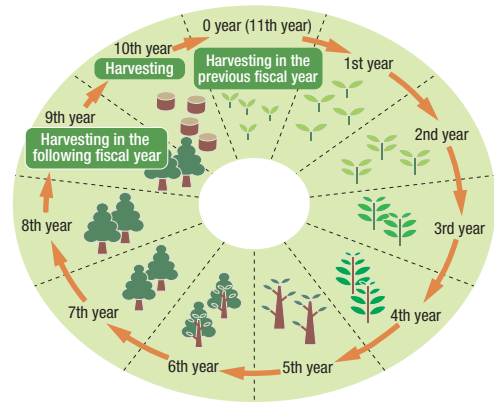 0 year (11th year)
Harvesting in the
previous fiscal year
1st year
2nd year
3rd year
4th year
5th year
6th year
7th year
8th year
9th year
Harvesting in the
following fiscal year
10th year
Harvesting